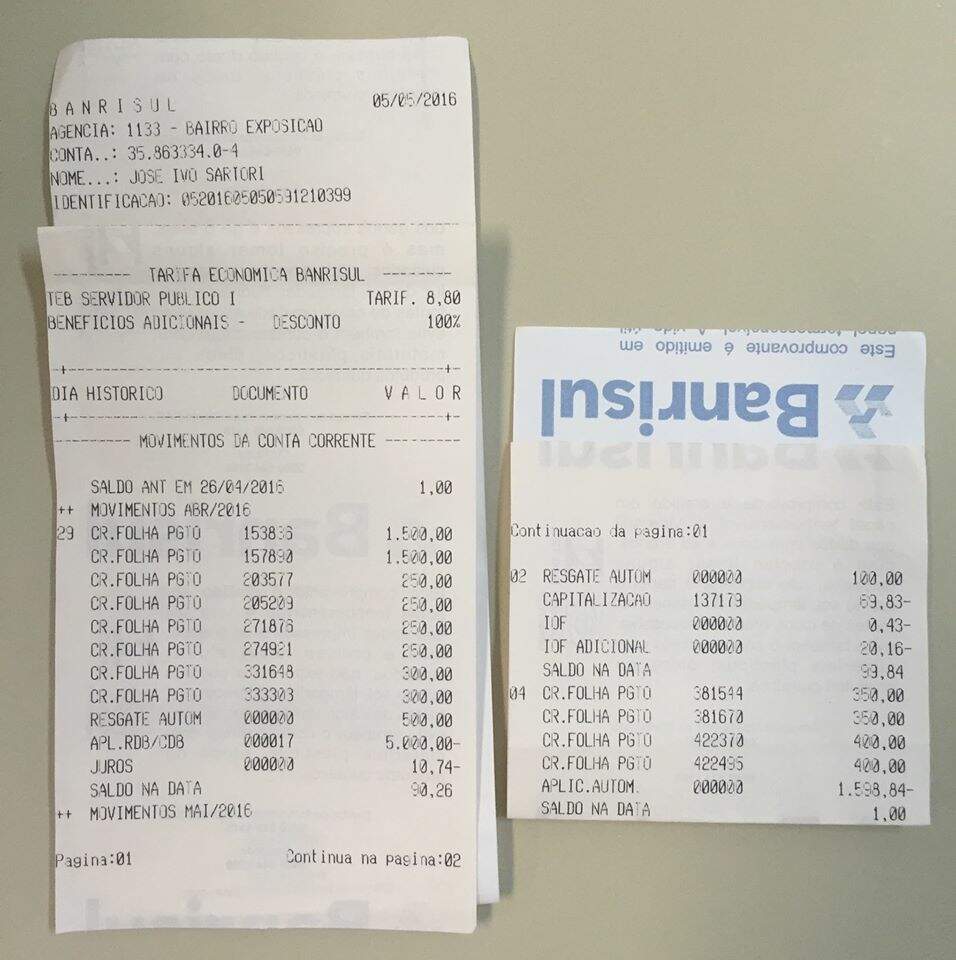 BANRISUL 05/05/2016
AGENCIA: 1133 - BAIRRO EXPOSICAO
CONTA..: 35.863334.0-4
NOME...: JOSE IVO SARTORI
IDENTIFICACAO: 05201605050591210399
--------- TARIFA ECONOMICA BANRISUL --------
TEB SERVIDOR PUBLICO I TARIF. 8,80
BENEFICIOS ADICIONAIS - DESCONTO 100%
DIA HISTORICO DOCUMENTO V A L O R
--------- MOVIMENTOS DA CONTA CORRENTE ---------
SALDO ANT EM 26/04/2016 1,00
++ MOVIMENTOS ABR/2016
29 CR.FOLHA PGTO 153836 1.500,00
CR.FOLHA PGTO 157890 1.500,00
CR.FOLHA PGTO 203577 250,00
CR.FOLHA PGTO 205209 250,00
CR.FOLHA PGTO 271876 250,00
CR.FOLHA PGTO 274921 250,00
CR.FOLHA PGTO 331648 300,00
CR.FOLHA PGTO 333303 300,00
RESGATE AUTOM 000000 500,00
APL.RDB/CDB 000017 5.000,00-
JUROS 000000 10,74-
SALDO NA DATA 90,26
++ MOVIMENTOS MAI/2016
Pagina:01 Continua na pagina:02
Este comprovante é emitido em
Banrisul
Continuacao da pagina:01
02 RESGATE AUTOM 000000 100,00
CAPITALIZACAO 137179 69,83-
IOF 000000 0,43-
IOF ADICIONAL 000000 20,16-
SALDO NA DATA 99,84
04 CR.FOLHA PGTO 381544 350,00
CR.FOLHA PGTO 381670 350,00
CR.FOLHA PGTO 422370 400,00
CR.FOLHA PGTO 422495 400,00
APLIC.AUTOM. 000000 1.598,84-
SALDO NA DATA 1,00